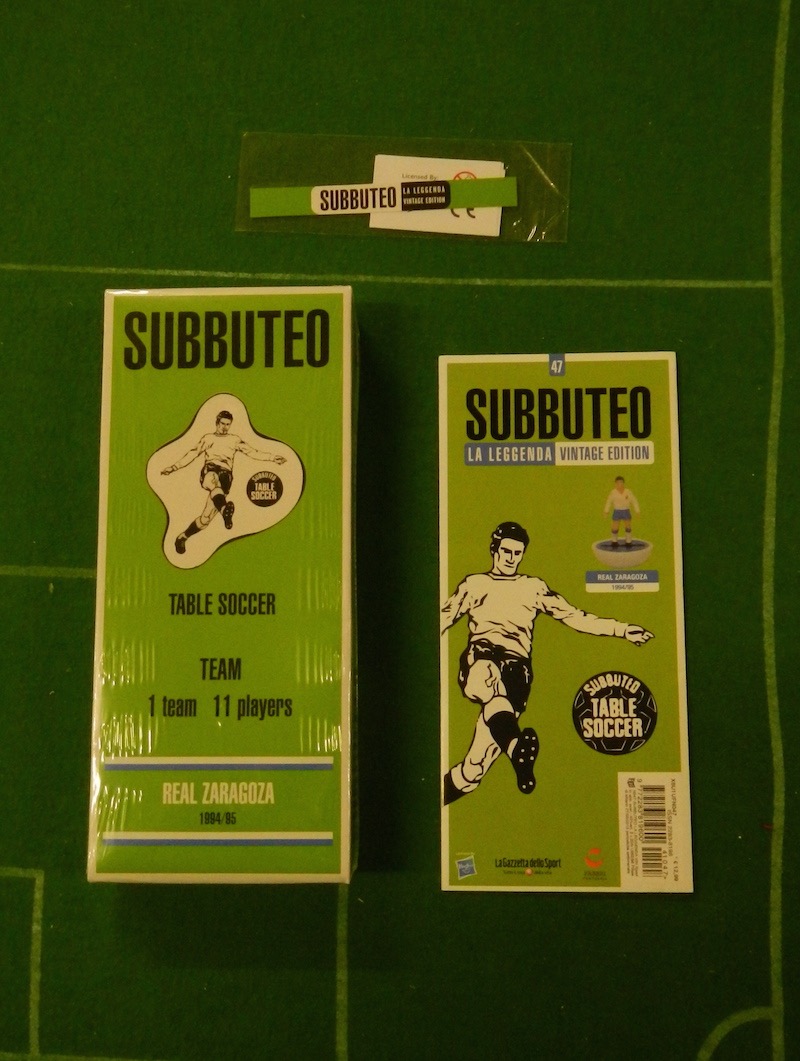 Licensed By:
SUBBUTEO
LA LEGGENDA
VINTAGE EDITION
SUBBUTEO
SUBBUTEO
TABLE
SOCCER
TABLE SOCCER
TEAM
1 team 11 players
REAL ZARAGOZA
1994/95
47
SUBBUTEO
LA LEGGENDA VINTAGE EDITION
REAL ZARAGOZA
1994/95
SUBBUTEO
TABLE
SOCCER
La Gazzetta dello Sport